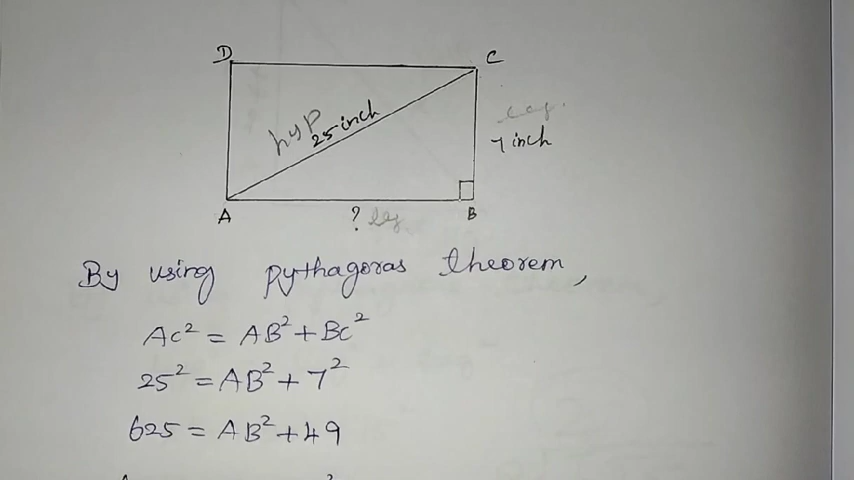 D C
hyp 25 inch
leg.
7 inch
A ? leg B
By using pythagoras theorem,
AC² = AB² + BC²
25² = AB² + 7²
625 = AB² + 49